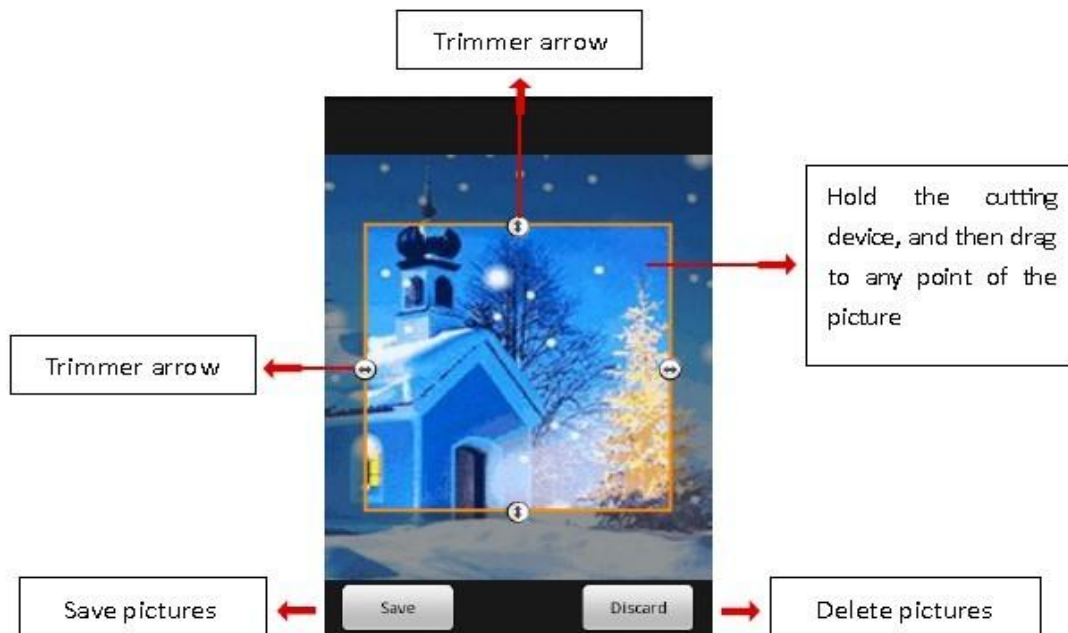 Trimmer arrow
Hold the cutting
device, and then drag
to any point of the
picture
Trimmer arrow
Save pictures
Save
Discard
Delete pictures